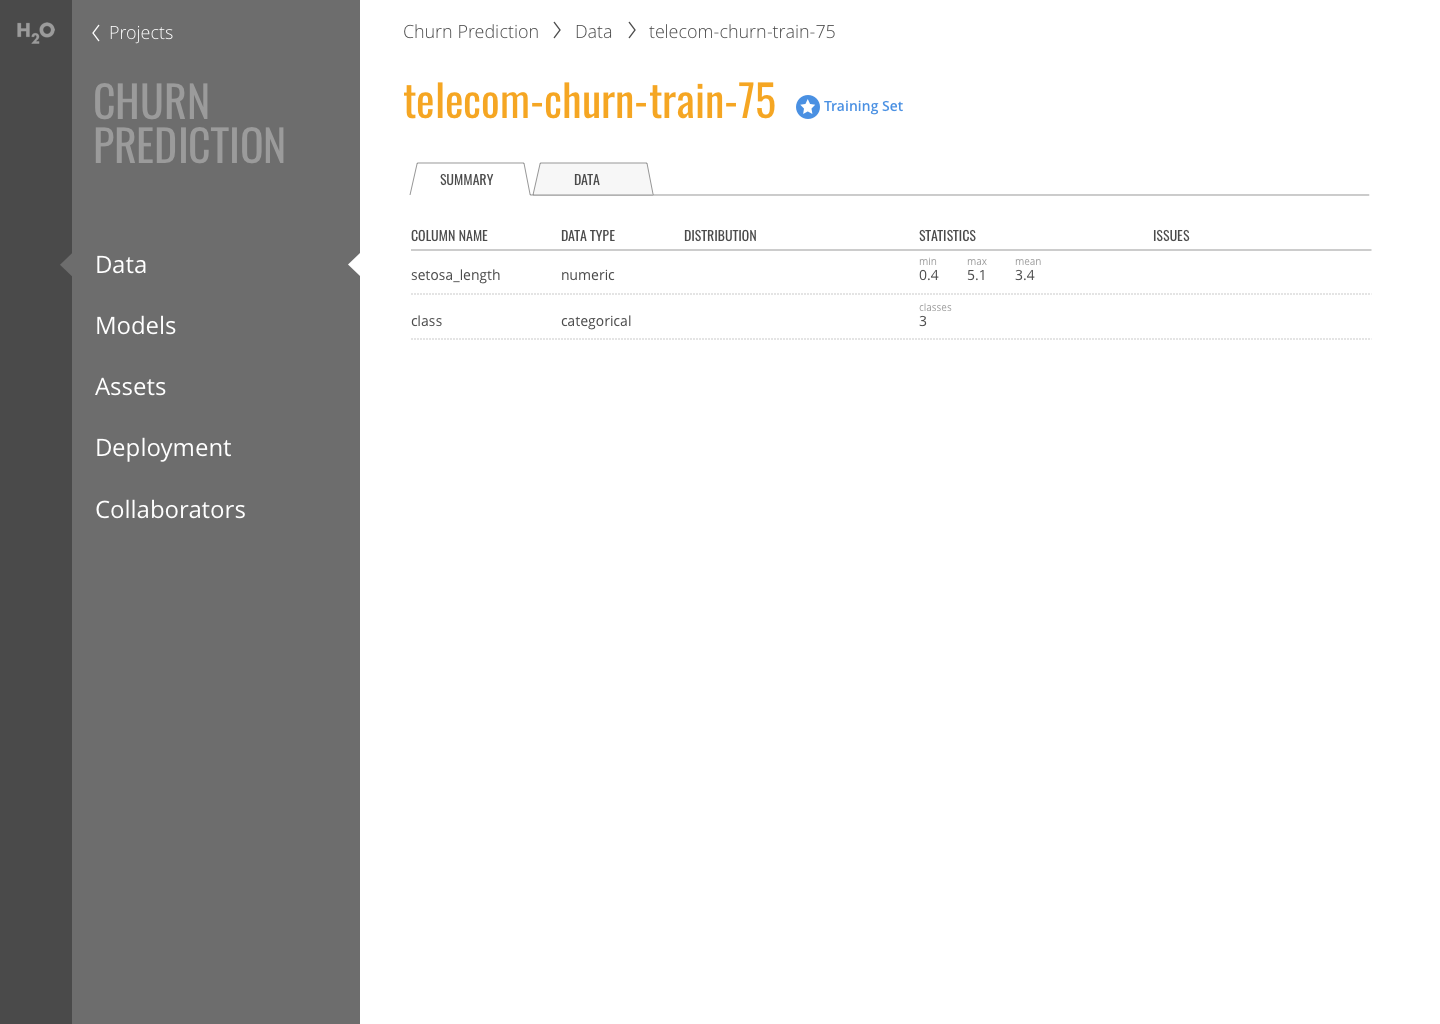 H2O
Projects
CHURN
PREDICTION
Data
Models
Assets
Deployment
Collaborators
Churn Prediction > Data > telecom-churn-train-75
telecom-churn-train-75 Training Set
SUMMARY DATA
COLUMN NAME DATA TYPE DISTRIBUTION STATISTICS ISSUES
min max mean
setosa_length numeric 0.4 5.1 3.4
classes
class categorical 3